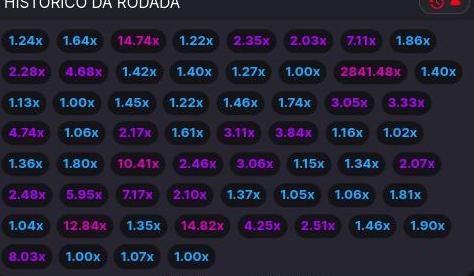 HISTÓRICO DA RODADA
1.24x 1.64x 14.74x 1.22x 2.35x 2.03x 7.11x 1.86x
2.28x 4.68x 1.42x 1.40x 1.27x 1.00x 2841.48x 1.40x
1.13x 1.00x 1.45x 1.22x 1.46x 1.74x 3.05x 3.33x
4.74x 1.06x 2.17x 1.61x 3.11x 3.84x 1.16x 1.02x
1.36x 1.80x 10.41x 2.46x 3.06x 1.15x 1.34x 2.07x
2.48x 5.95x 7.17x 2.10x 1.37x 1.05x 1.06x 1.81x
1.04x 12.84x 1.35x 14.82x 4.25x 2.51x 1.46x 1.90x
8.03x 1.00x 1.07x 1.00x